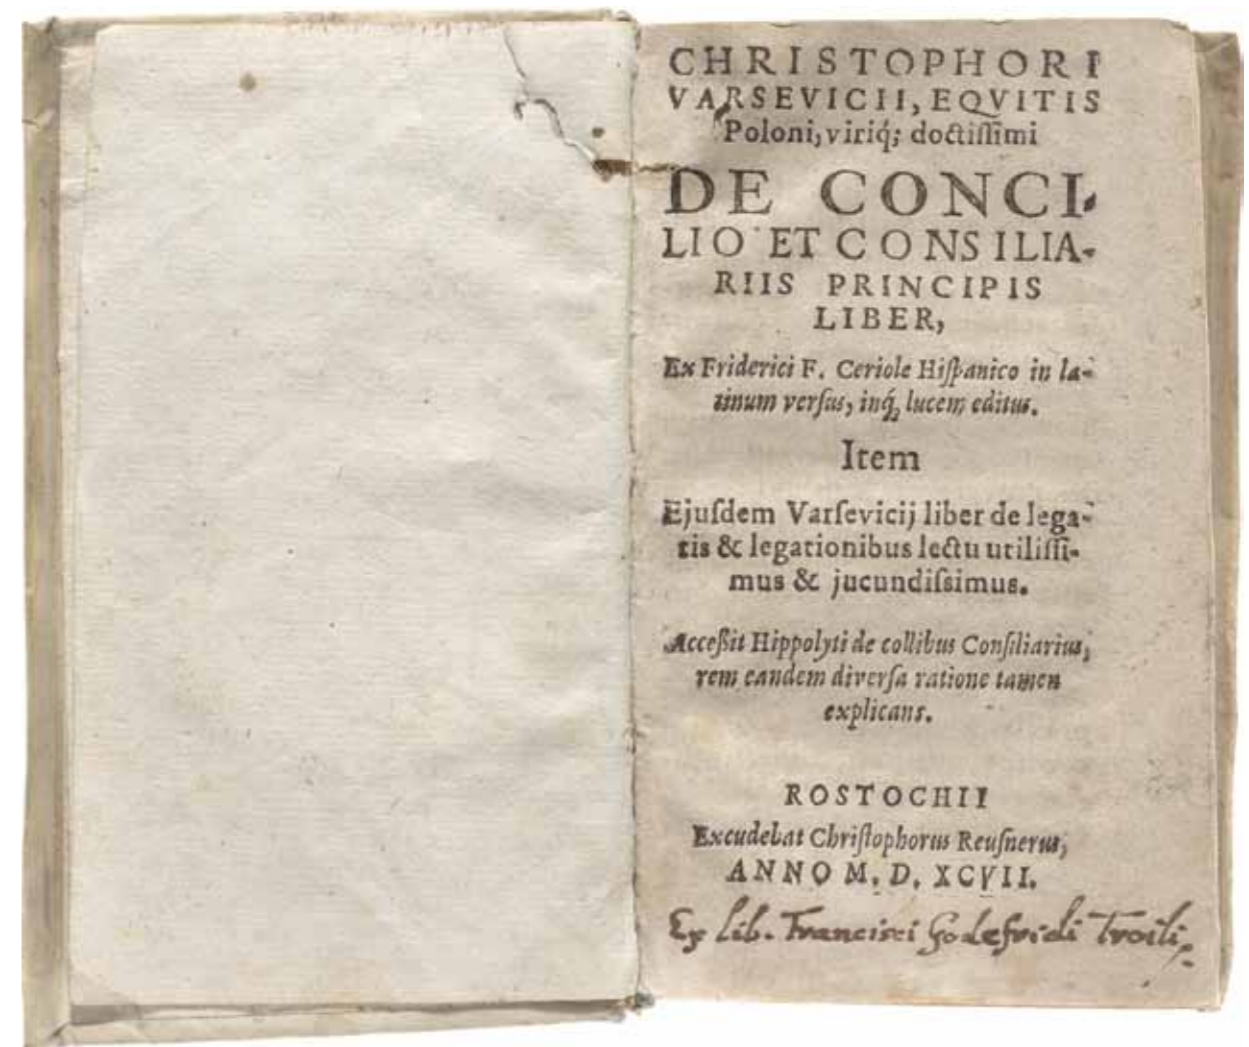 CHRISTOPHORI
VARSEVICII, EQVITIS
Poloni, viriq́; doctiſſimi
DE CONCI-
LIO ET CONSILIA-
RIIS PRINCIPIS
LIBER,
Ex Friderici F. Ceriole Hiſpanico in la-
tinum verſus, inq́, lucem editus.
Item
Ejuſdem Varſevicij liber de lega-
tis & legationibus lectu utiliſſi-
mus & jucundiſsimus.
Acceßit Hippolyti de collibus Conſiliarius,
rem eandem diverſa ratione tamen
explicans.
ROSTOCHII
Excudebat Chriſtophorus Reuſnerus,
ANNO M. D. XCVII.
Ex lib. Francisci Godefridi Troili.